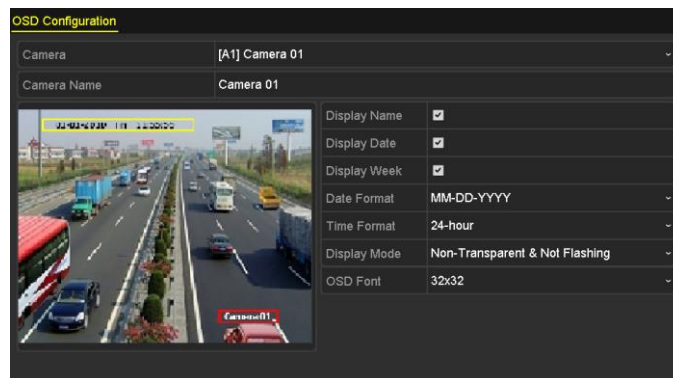 OSD Configuration
Camera [A1] Camera 01
Camera Name Camera 01
Display Name
Display Date
Display Week
Date Format MM-DD-YYYY
Time Format 24-hour
Display Mode Non-Transparent & Not Flashing
OSD Font 32x32
Camera 01